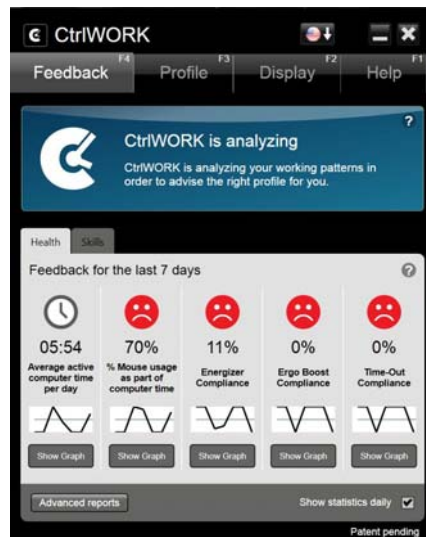 CtrlWORK
Feedback F4 Profile F3 Display F2 Help F1
?
CtrlWORK is analyzing
CtrlWORK is analyzing your working patterns in
order to advise the right profile for you.
Health Skills
Feedback for the last 7 days ?
05:54 70% 11% 0% 0%
Average active
computer time
per day
% Mouse usage
as part of
computer time
Energizer
Compliance
Ergo Boost
Compliance
Time-Out
Compliance
Show Graph Show Graph Show Graph Show Graph Show Graph
Advanced reports Show statistics daily
Patent pending